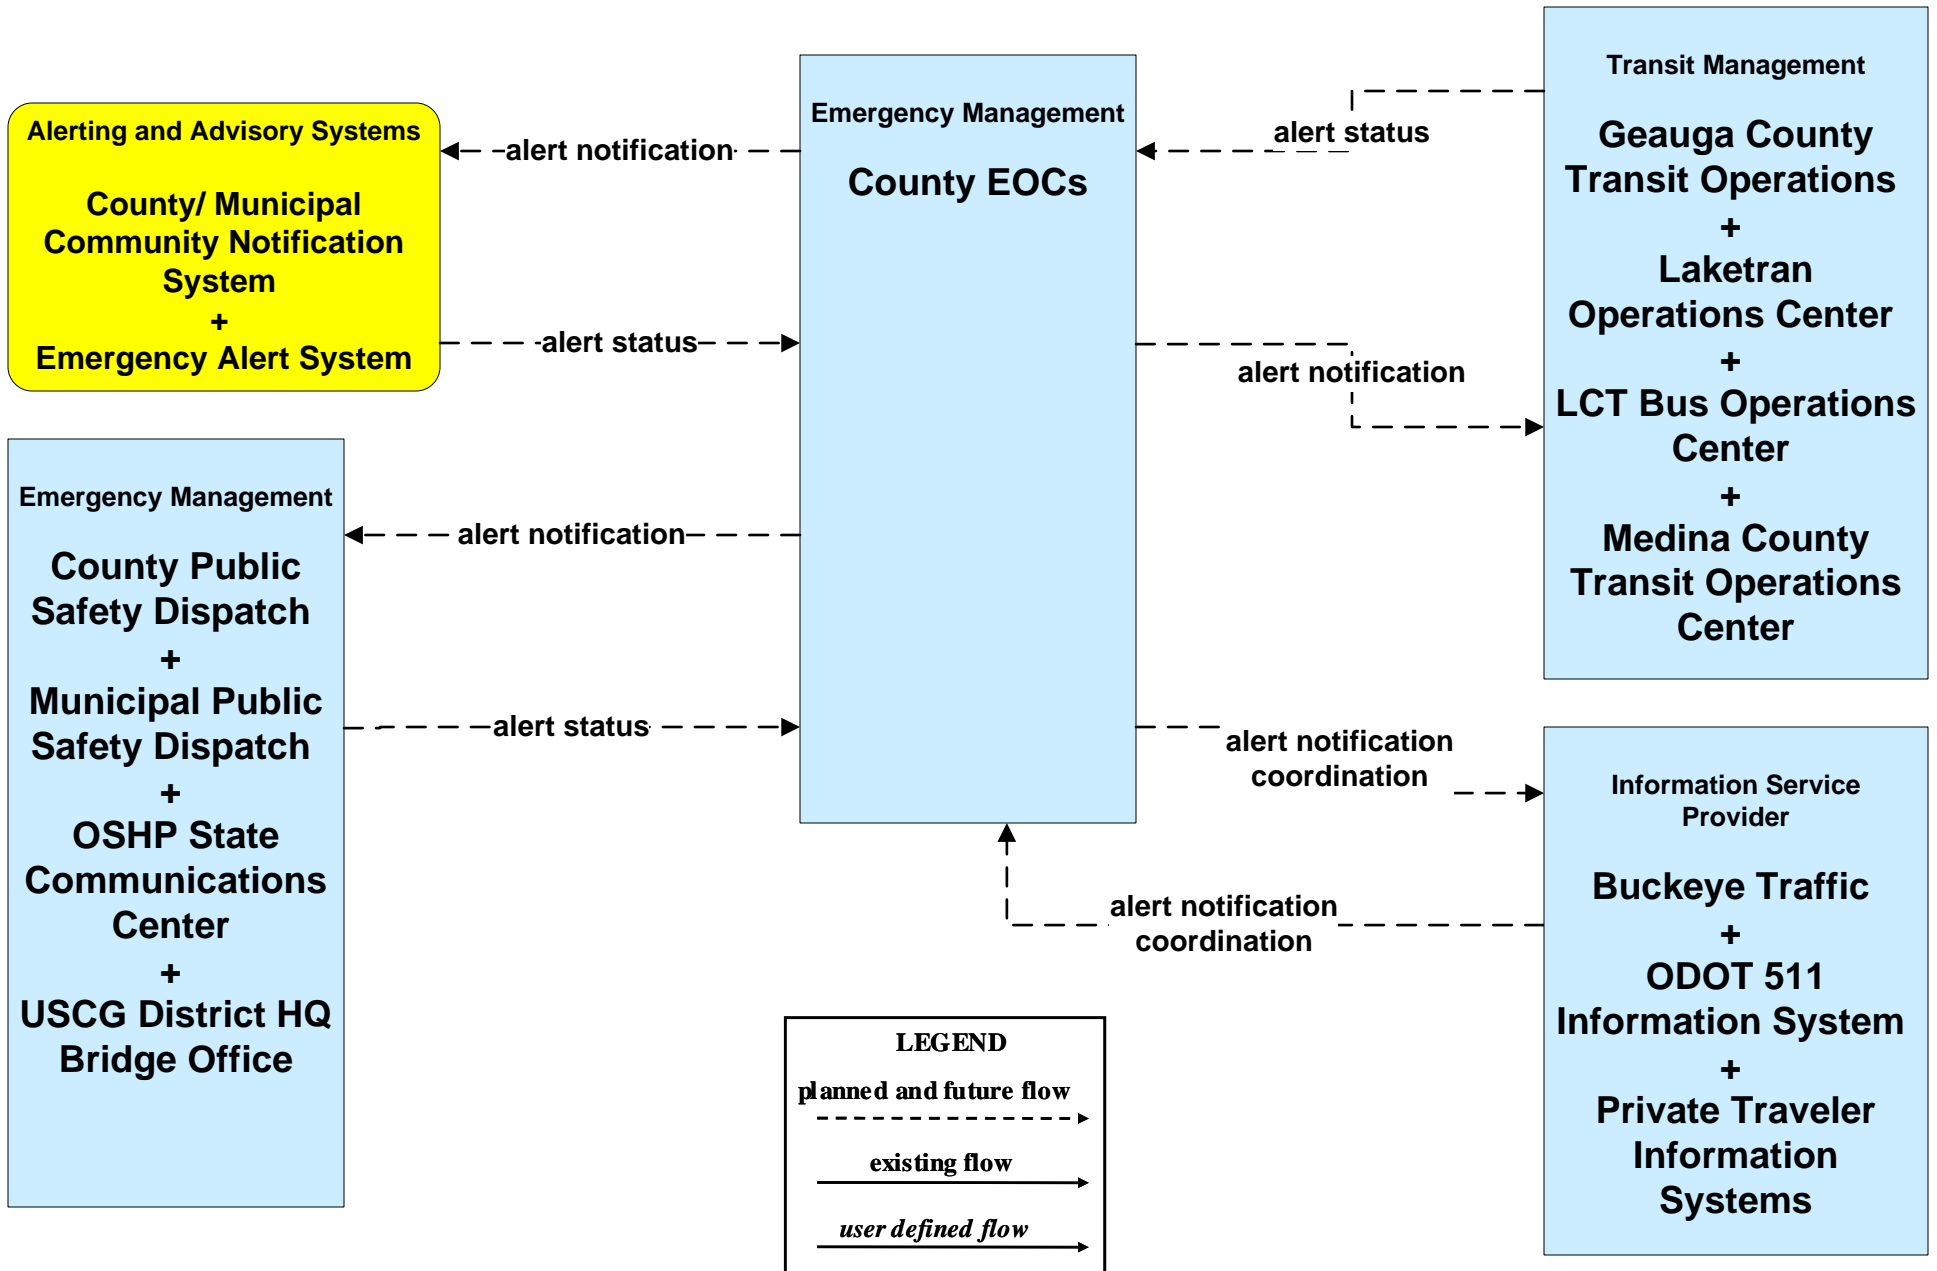 Alerting and Advisory Systems
County/ Municipal
Community Notification
System
+
Emergency Alert System
alert notification
alert status
Emergency Management
County EOCs
alert status
alert notification
Transit Management
Geauga County
Transit Operations
+
Laketran
Operations Center
+
LCT Bus Operations
Center
+
Medina County
Transit Operations
Center
Emergency Management
County Public
Safety Dispatch
+
Municipal Public
Safety Dispatch
+
OSHP State
Communications
Center
+
USCG District HQ
Bridge Office
alert notification
alert status
alert notification
coordination
alert notification
coordination
Information Service
Provider
Buckeye Traffic
+
ODOT 511
Information System
+
Private Traveler
Information
Systems
LEGEND
planned and future flow
existing flow
user defined flow